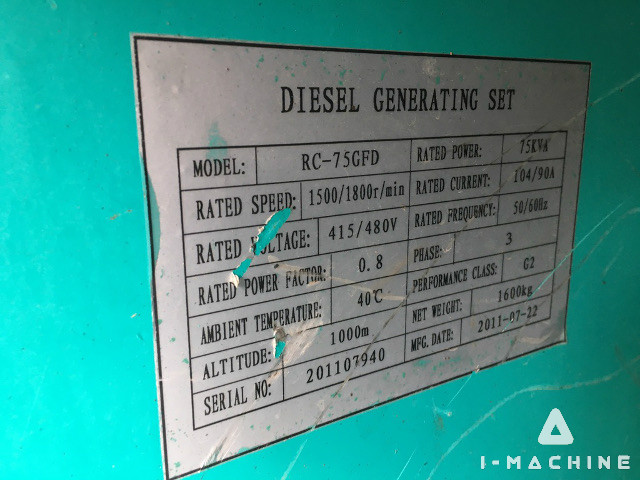 DIESEL GENERATING SET
MODEL: RC-75GFD RATED POWER: 75KVA
RATED SPEED: 1500/1800r/min RATED CURRENT: 104/90A
RATED VOLTAGE: 415/480V RATED FREQUENCY: 50/60Hz
RATED POWER FACTOR: 0.8 PHASE: 3
AMBIENT TEMPERATURE: 40℃ PERFORMANCE CLASS: G2
ALTITUDE: 1000m NET WEIGHT: 1600kg
SERIAL NO: 201107940 MFG.DATE: 2011-07-22
I-MACHINE